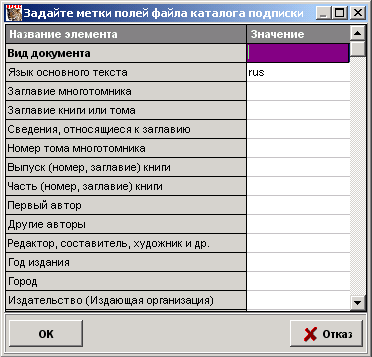 Задайте метки полей файла каталога подписки
Название элемента Значение
Вид документа
Язык основного текста rus
Заглавие многотомника
Заглавие книги или тома
Сведения, относящиеся к заглавию
Номер тома многотомника
Выпуск (номер, заглавие) книги
Часть (номер, заглавие) книги
Первый автор
Другие авторы
Редактор, составитель, художник и др.
Год издания
Город
Издательство (Издающая организация)
ОК Отказ